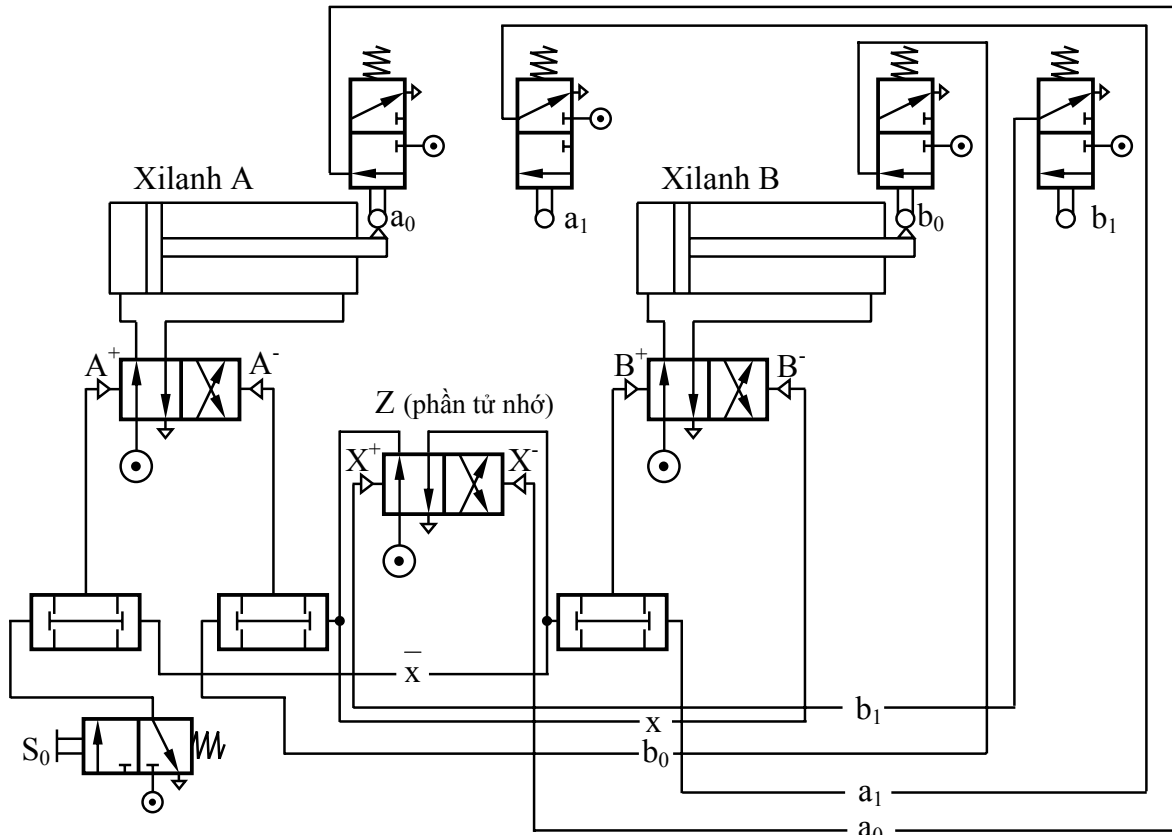 Xilanh A
a₀
a₁
Xilanh B
b₀
b₁
A⁺
A⁻
B⁺
B⁻
Z (phần tử nhớ)
X⁺
X⁻
x̄
b₁
x
S₀
b₀
a₁
a₀